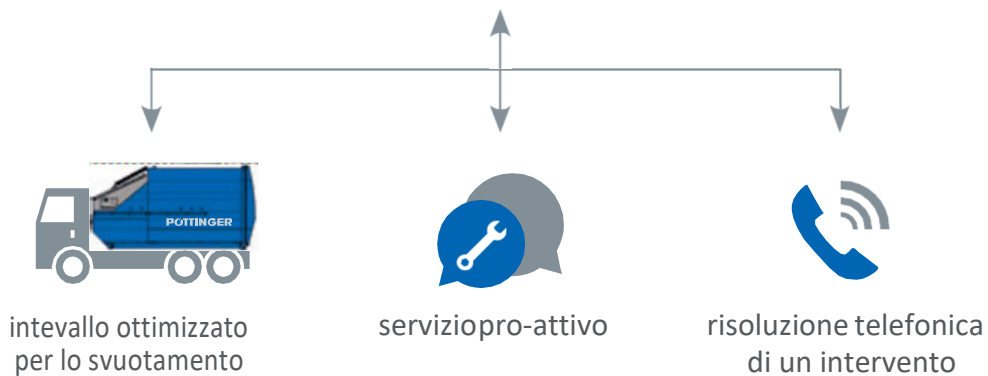 POTTINGER
intevallo ottimizzato
per lo svuotamento
serviziopro-attivo
risoluzione telefonica
di un intervento